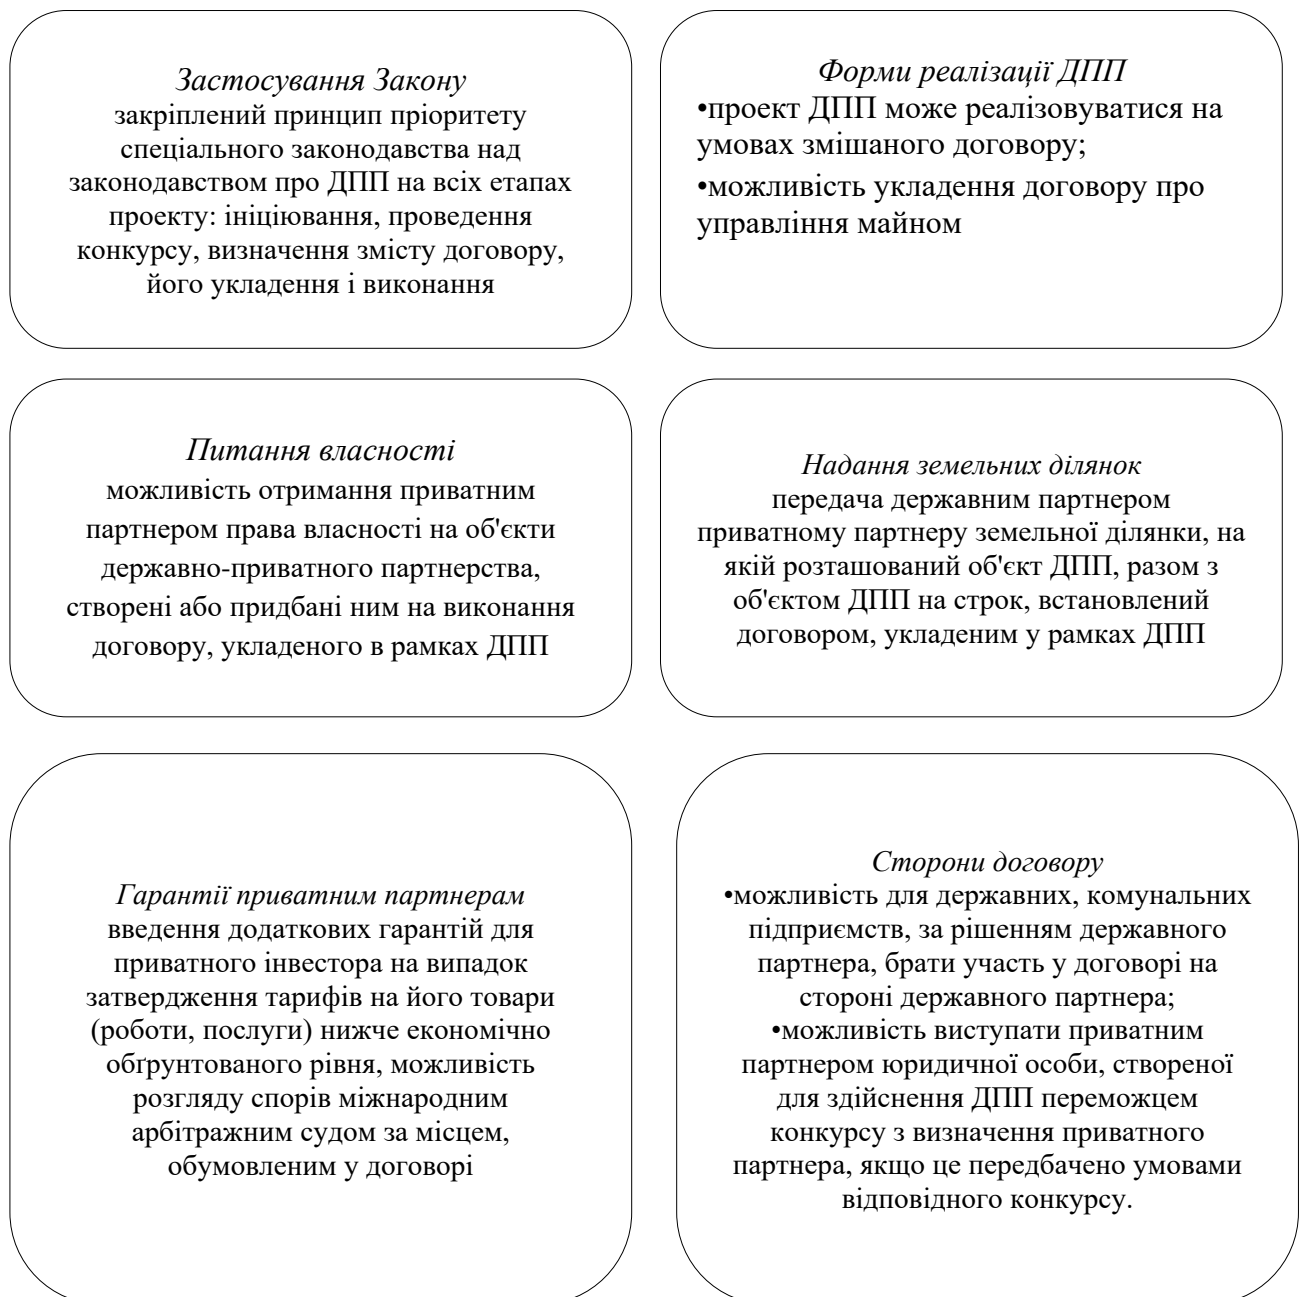 Застосування Закону
закріплений принцип пріоритету
спеціального законодавства над
законодавством про ДПП на всіх етапах
проекту: ініціювання, проведення
конкурсу, визначення змісту договору,
його укладення і виконання
Форми реалізації ДПП
•проект ДПП може реалізовуватися на
умовах змішаного договору;
•можливість укладення договору про
управління майном
Питання власності
можливість отримання приватним
партнером права власності на об'єкти
державно-приватного партнерства,
створені або придбані ним на виконання
договору, укладеного в рамках ДПП
Надання земельних ділянок
передача державним партнером
приватному партнеру земельної ділянки, на
якій розташований об'єкт ДПП, разом з
об'єктом ДПП на строк, встановлений
договором, укладеним у рамках ДПП
Гарантії приватним партнерам
введення додаткових гарантій для
приватного інвестора на випадок
затвердження тарифів на його товари
(роботи, послуги) нижче економічно
обґрунтованого рівня, можливість
розгляду спорів міжнародним
арбітражним судом за місцем,
обумовленим у договорі
Сторони договору
•можливість для державних, комунальних
підприємств, за рішенням державного
партнера, брати участь у договорі на
стороні державного партнера;
•можливість виступати приватним
партнером юридичної особи, створеної
для здійснення ДПП переможцем
конкурсу з визначення приватного
партнера, якщо це передбачено умовами
відповідного конкурсу.